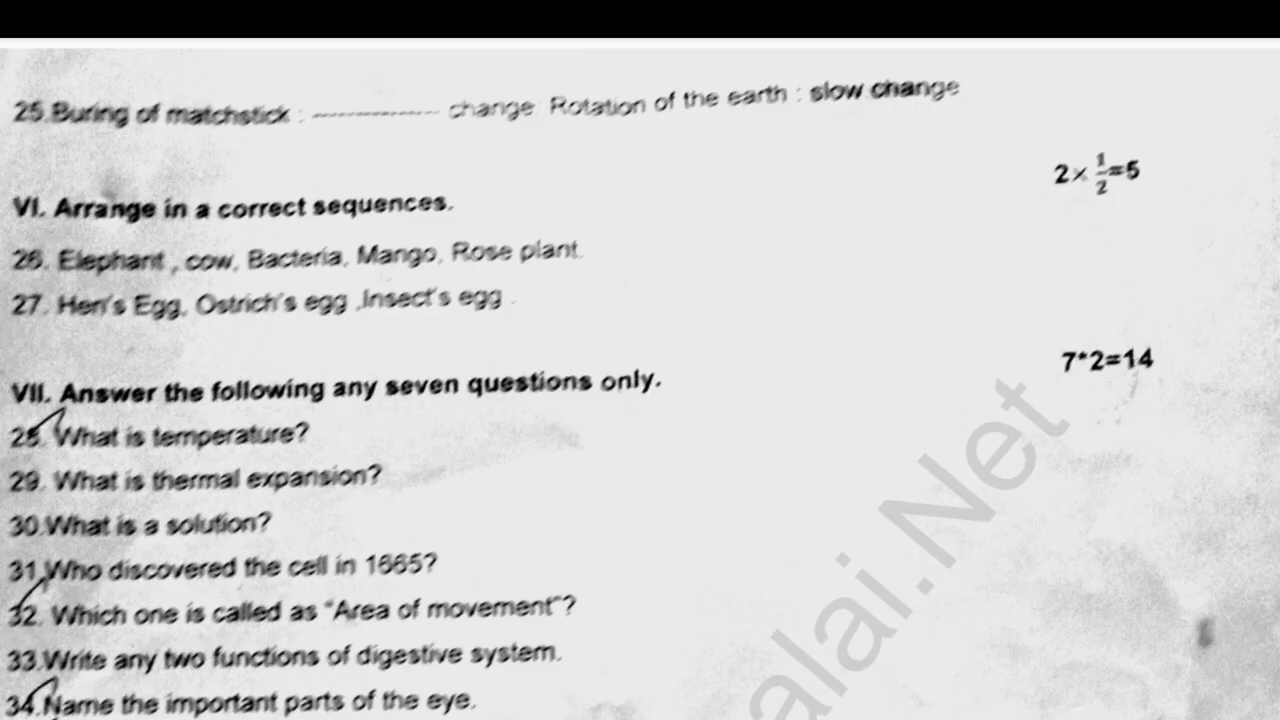 25.Buring of matchstick : ---------------- change: Rotation of the earth : slow change
2× 1/2=5
VI. Arrange in a correct sequences.
26. Elephant , cow, Bacteria, Mango, Rose plant.
27. Hen's Egg, Ostrich's egg ,Insect's egg .
7*2=14
VII. Answer the following any seven questions only.
28. What is temperature?
29. What is thermal expansion?
30.What is a solution?
31.Who discovered the cell in 1665?
32. Which one is called as "Area of movement"?
33.Write any two functions of digestive system.
34.Name the important parts of the eye.
alai.Net